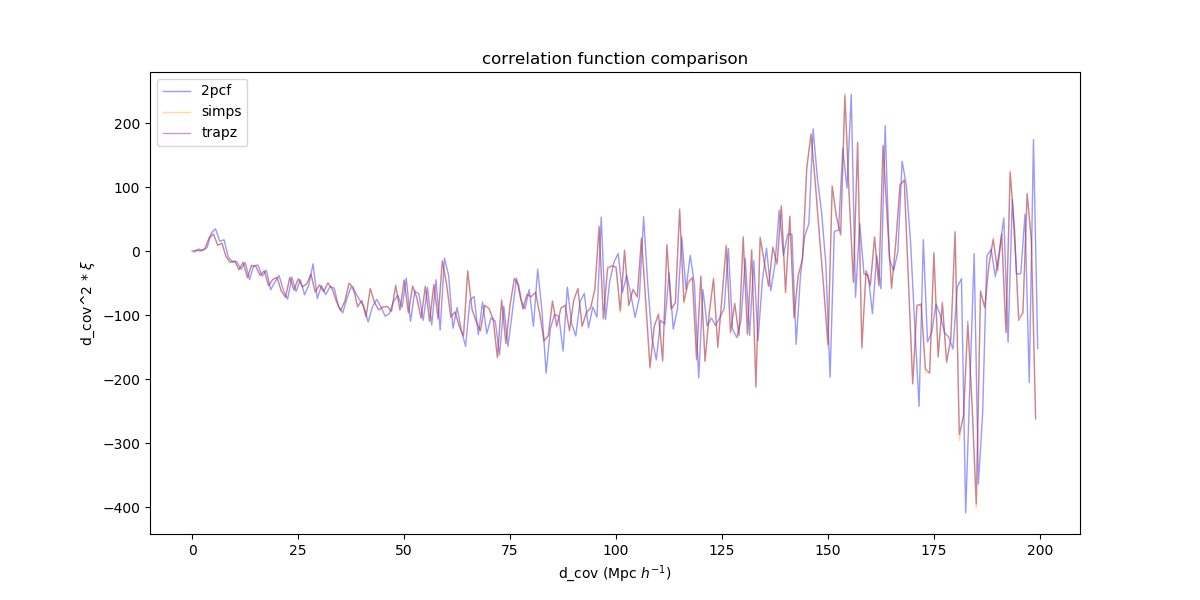 correlation function comparison
2pcf
simps
trapz
d_cov^2 * ξ
200
100
0
−100
−200
−300
−400
0 25 50 75 100 125 150 175 200
d_cov (Mpc h⁻¹)